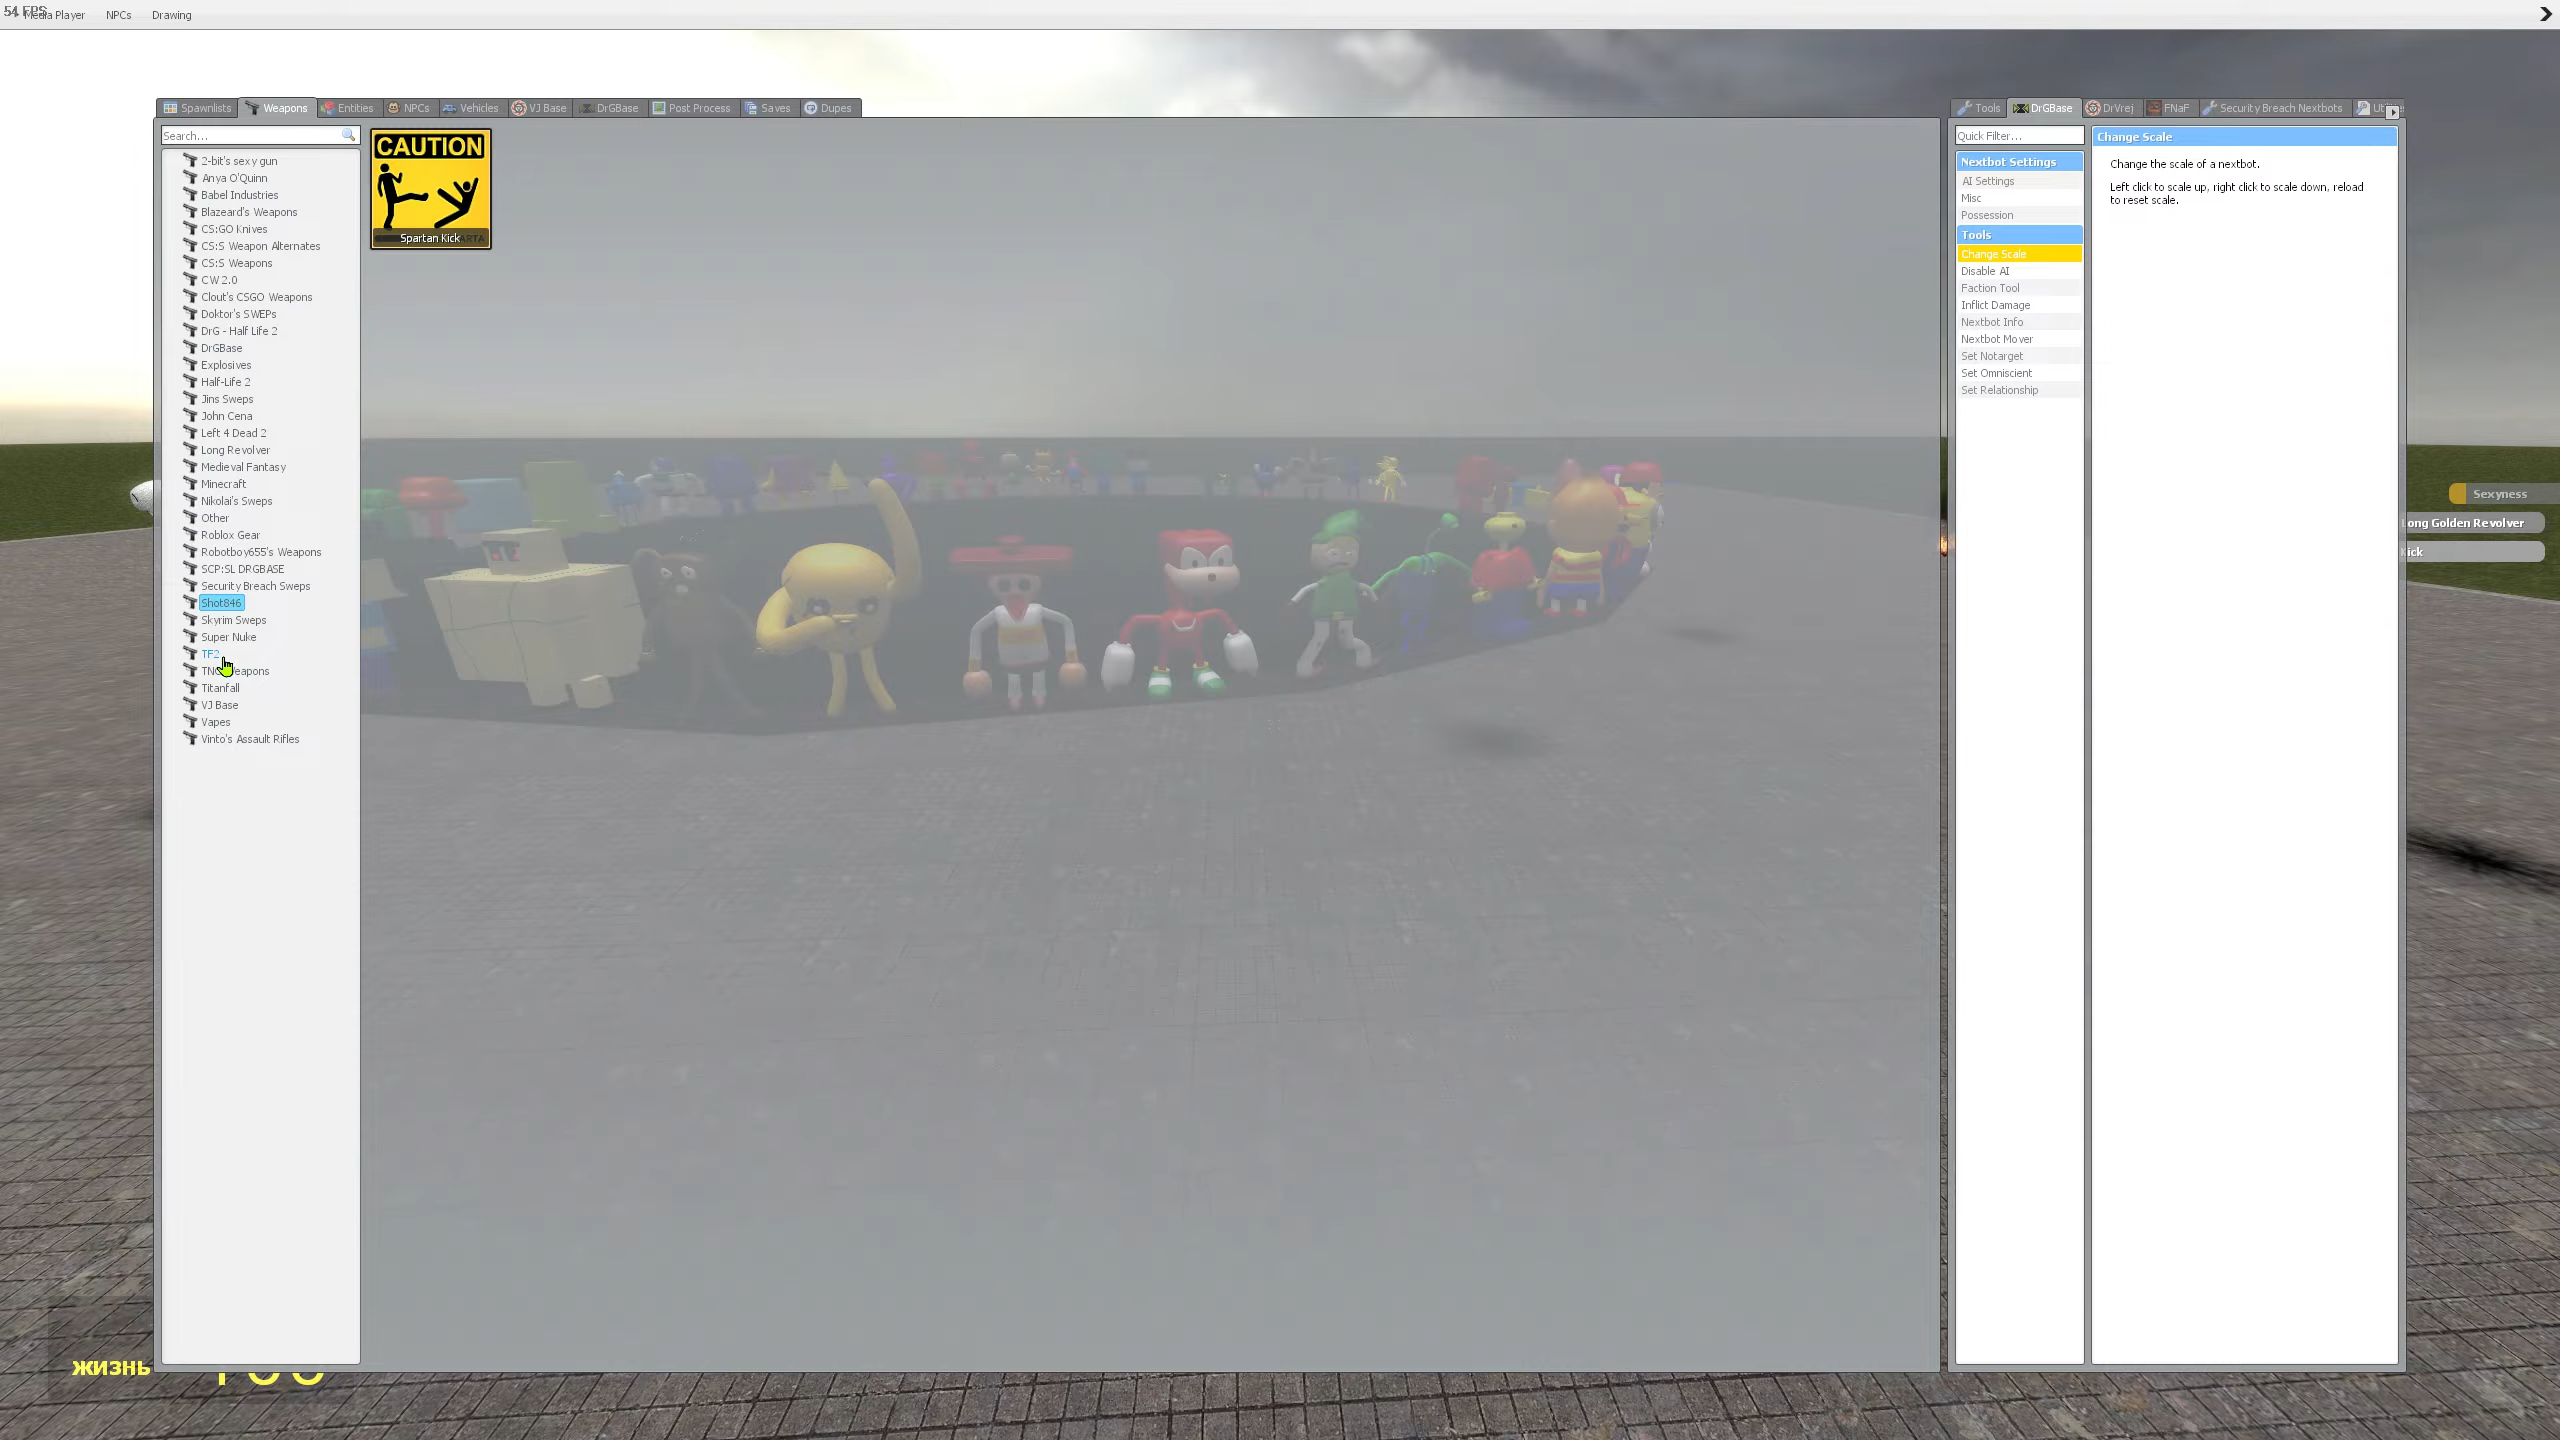 54 FPS
Media Player NPCs Drawing
Spawnlists Weapons Entities NPCs Vehicles VJ Base DrGBase Post Process Saves Dupes
Search...
2-bit's sexy gun
Anya O'Quinn
Babel Industries
Blazeard's Weapons
CS:GO Knives
CS:S Weapon Alternates
CS:S Weapons
CW 2.0
Clout's CSGO Weapons
Doktor's SWEPs
DrG - Half Life 2
DrGBase
Explosives
Half-Life 2
Jins Sweps
John Cena
Left 4 Dead 2
Long Revolver
Medieval Fantasy
Minecraft
Nikolai's Sweps
Other
Roblox Gear
Robotboy655's Weapons
SCP:SL DRGBASE
Security Breach Sweps
Shot846
Skyrim Sweps
Super Nuke
TF2
Weapons
Titanfall
VJ Base
Vapes
Vinto's Assault Rifles
CAUTION
Spartan Kick
Tools DrGBase DrVrej FNaF Security Breach Nextbots
Quick Filter...
Nextbot Settings
AI Settings
Misc
Possession
Tools
Change Scale
Disable AI
Faction Tool
Inflict Damage
Nextbot Info
Nextbot Mover
Set Notarget
Set Omniscient
Set Relationship
Change Scale
Change the scale of a nextbot.
Left click to scale up, right click to scale down, reload
to reset scale.
Sexyness
Long Golden Revolver
Kick
ЖИЗНЬ